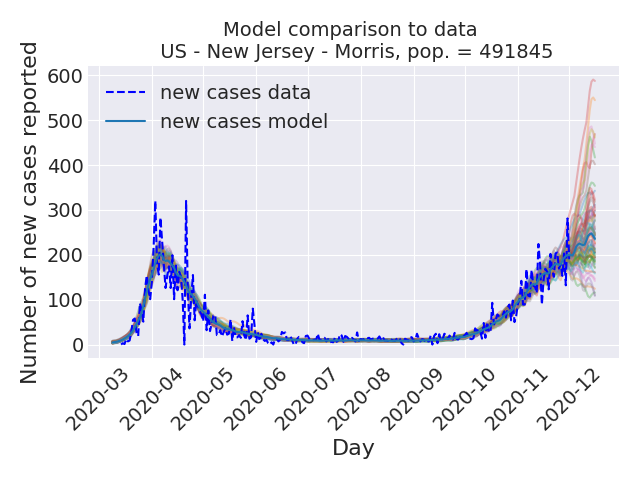 Model comparison to data
US - New Jersey - Morris, pop. = 491845
Number of new cases reported
600
500
400
300
200
100
0
new cases data
new cases model
2020-03
2020-04
2020-05
2020-06
2020-07
2020-08
2020-09
2020-10
2020-11
2020-12
Day